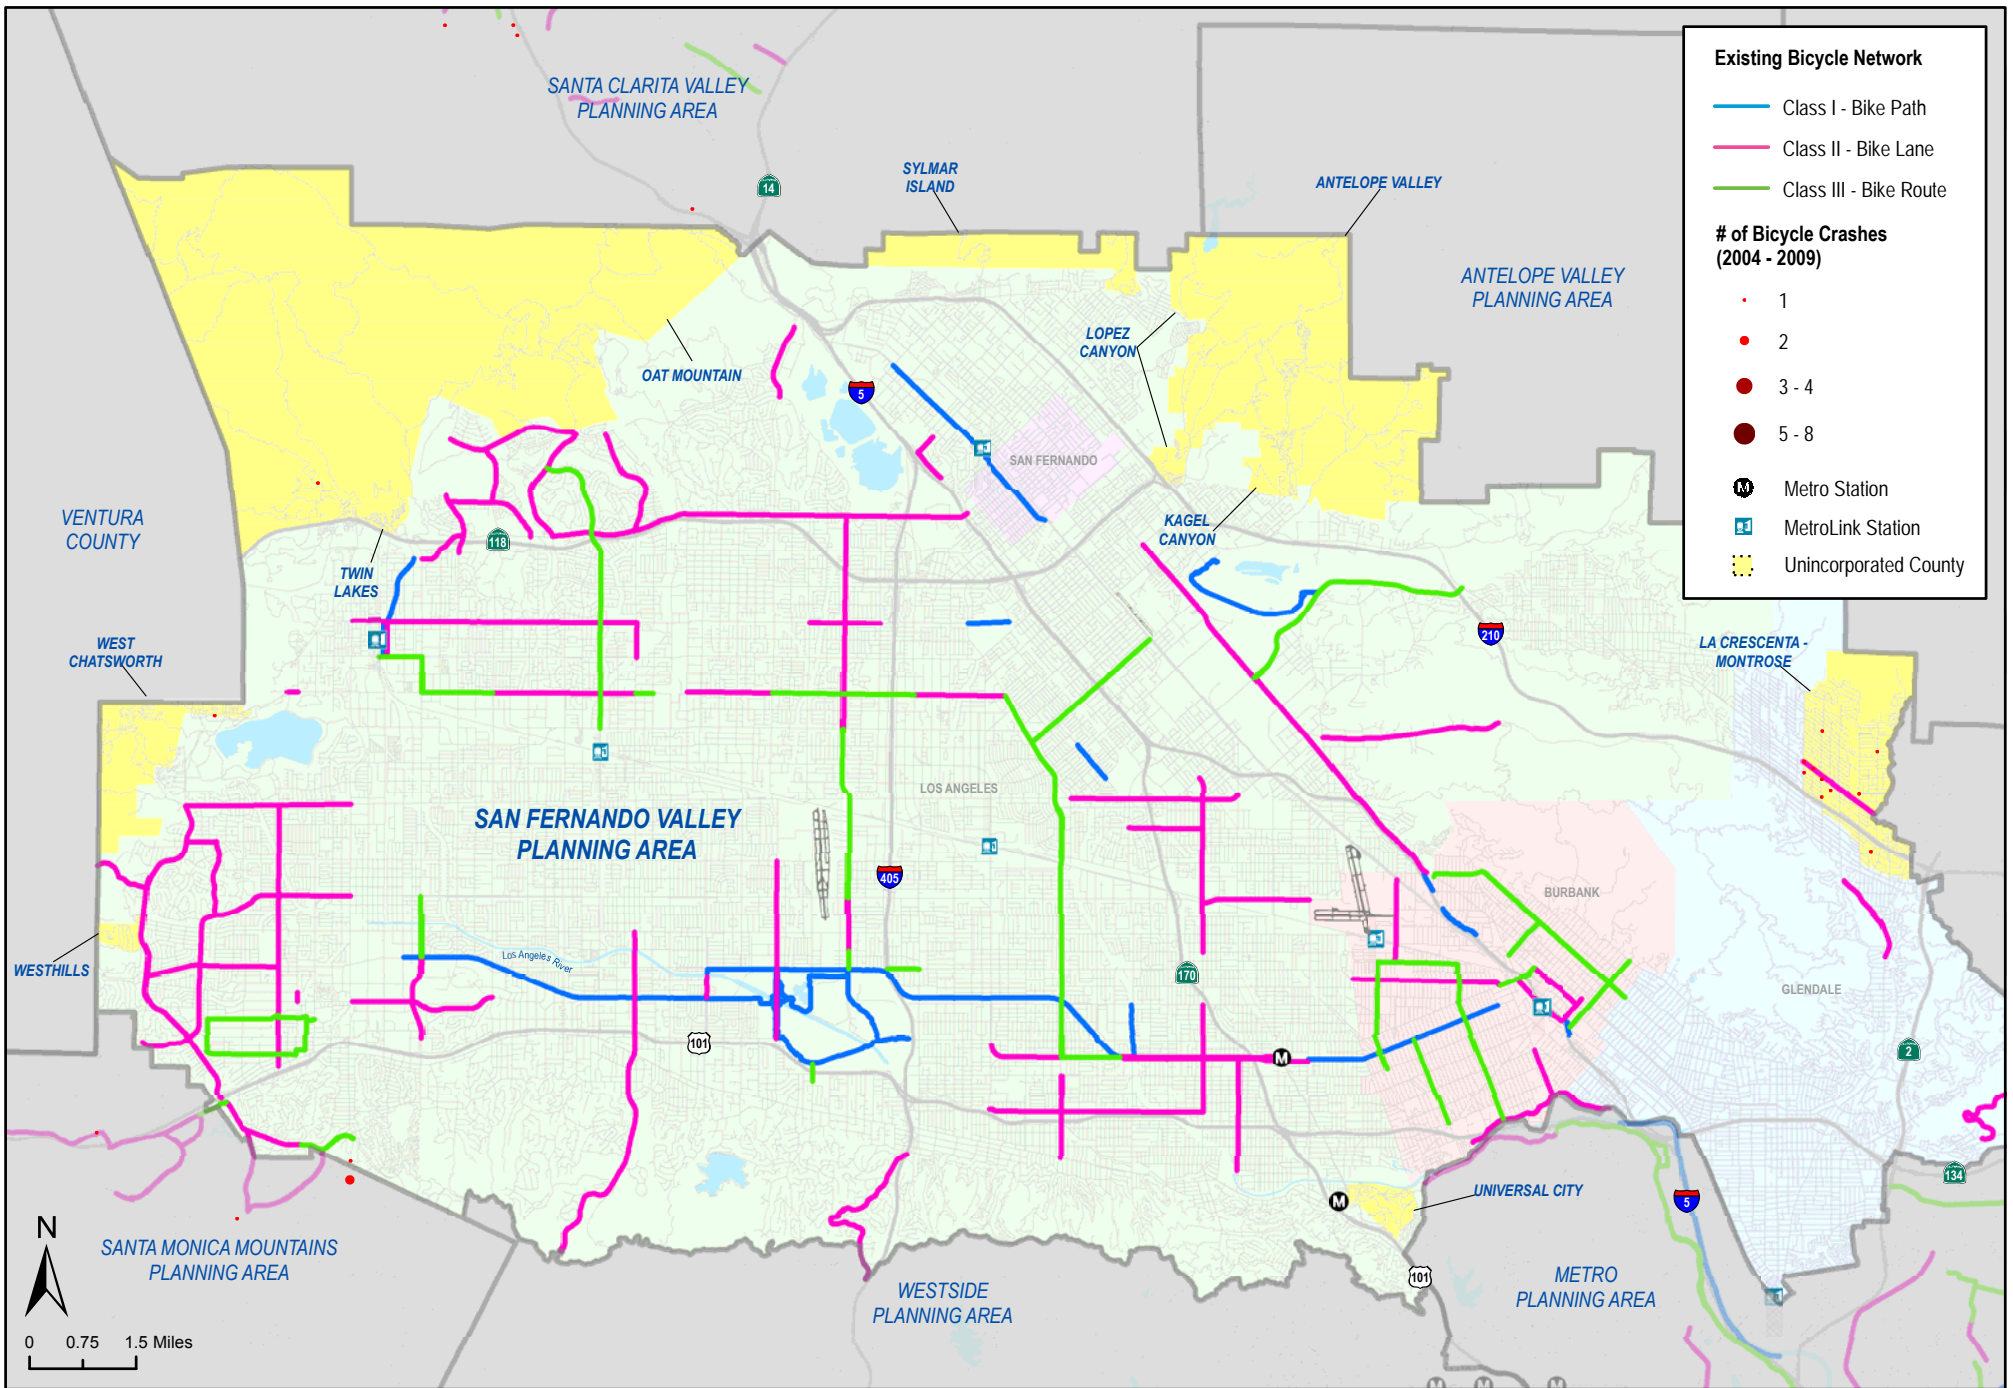 Existing Bicycle Network
Class I - Bike Path
Class II - Bike Lane
Class III - Bike Route
# of Bicycle Crashes
(2004 - 2009)
1
2
3 - 4
5 - 8
M Metro Station
MetroLink Station
Unincorporated County
SANTA CLARITA VALLEY
PLANNING AREA
14
SYLMAR
ISLAND
ANTELOPE VALLEY
ANTELOPE VALLEY
PLANNING AREA
LOPEZ
CANYON
OAT MOUNTAIN
5
SAN FERNANDO
VENTURA
COUNTY
118
KAGEL
CANYON
TWIN
LAKES
210
WEST
CHATSWORTH
LA CRESCENTA -
MONTROSE
LOS ANGELES
SAN FERNANDO VALLEY
PLANNING AREA
405
BURBANK
WESTHILLS
Los Angeles River
170
GLENDALE
101
M
2
134
UNIVERSAL CITY
M
5
N
SANTA MONICA MOUNTAINS
PLANNING AREA
101
WESTSIDE
PLANNING AREA
METRO
PLANNING AREA
0 0.75 1.5 Miles
M M M